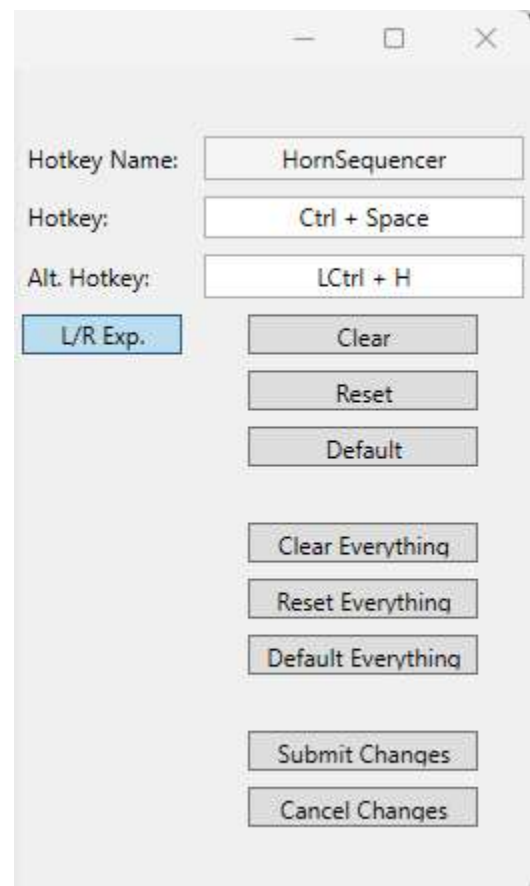 Hotkey Name: HornSequencer
Hotkey: Ctrl + Space
Alt. Hotkey: LCtrl + H
L/R Exp. Clear
Reset
Default
Clear Everything
Reset Everything
Default Everything
Submit Changes
Cancel Changes